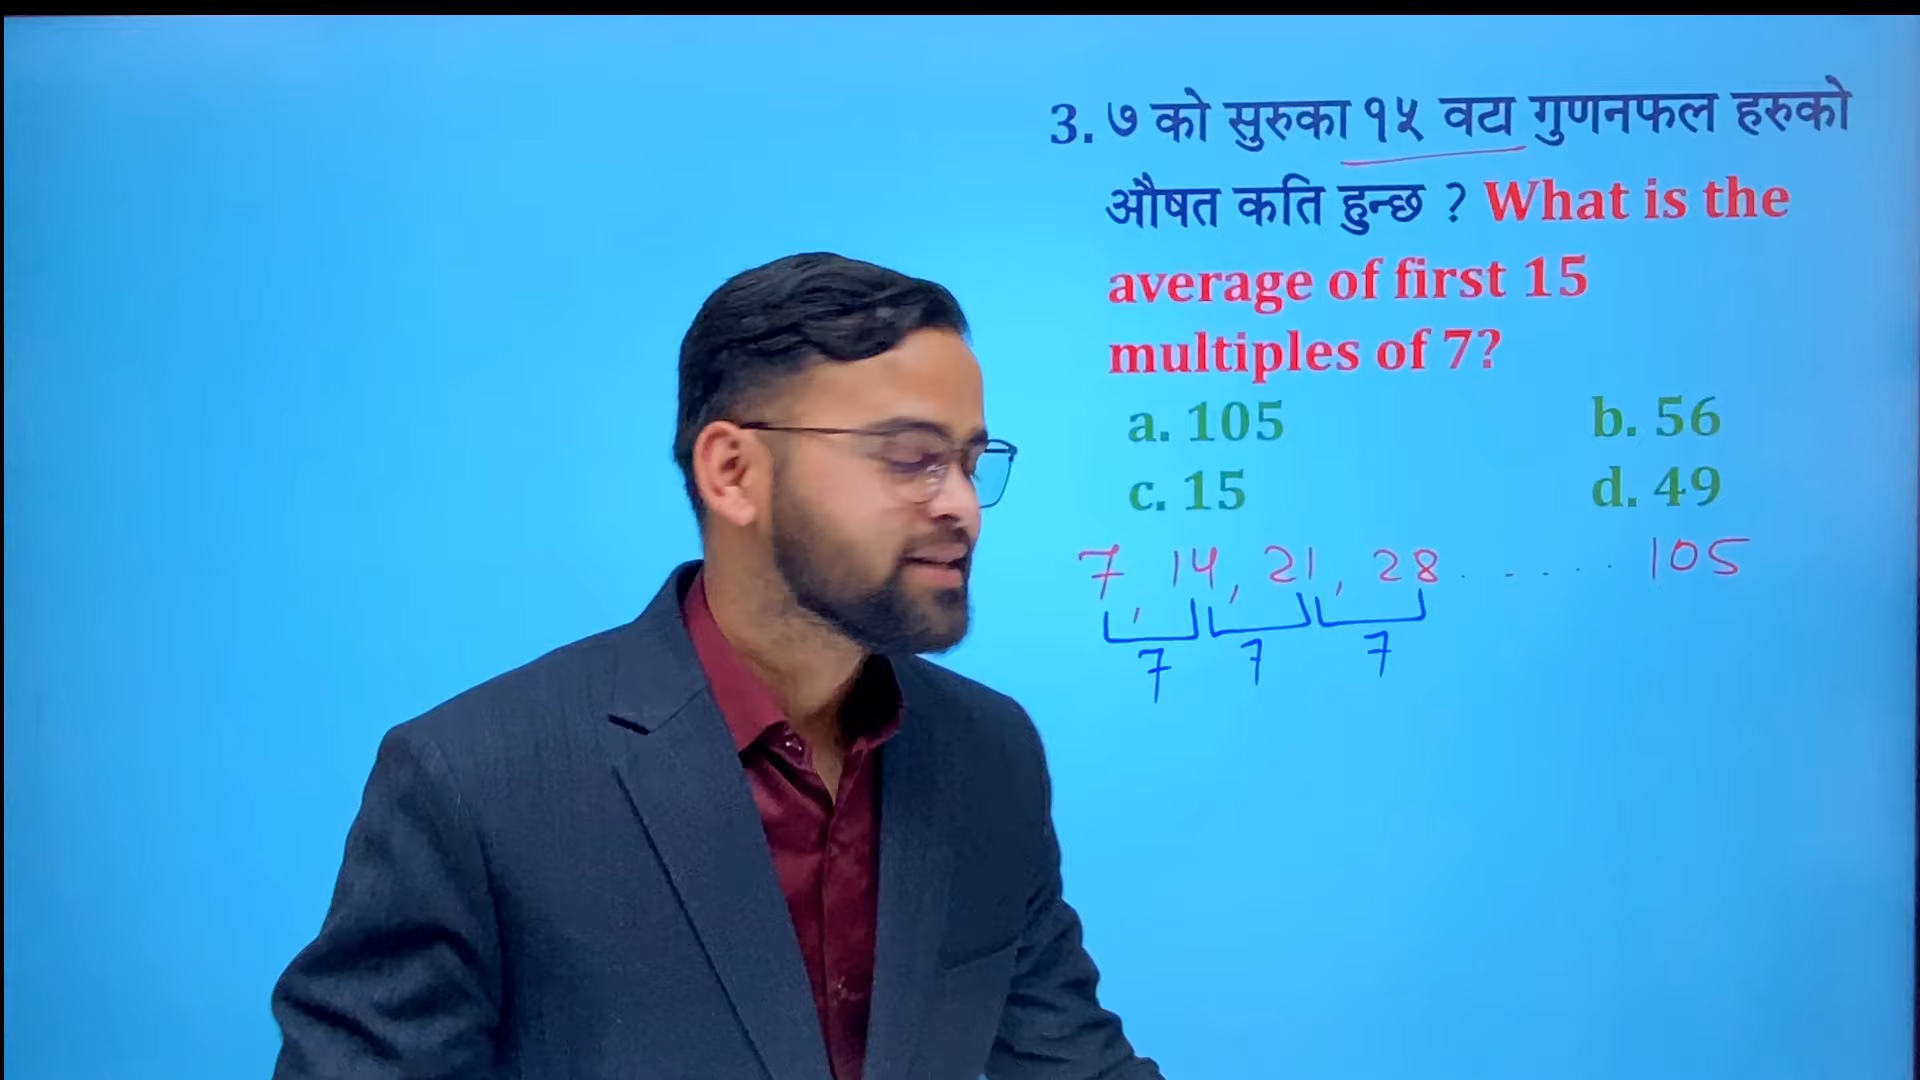 3. ७ को सुरुका १५ वटा गुणनफल हरुको
औषत कति हुन्छ ? What is the
average of first 15
multiples of 7?
a. 105 b. 56
c. 15 d. 49
7, 14, 21, 28 . . . . . . 105
7 7 7